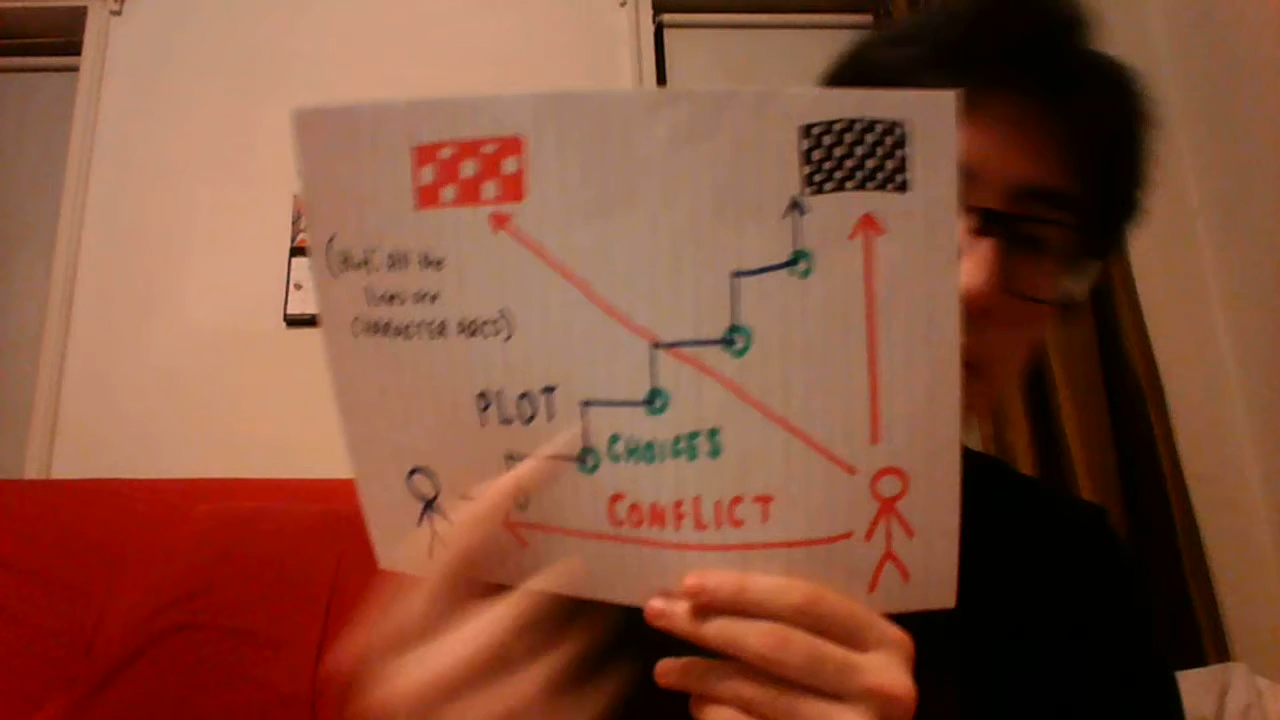 (But, all the
lines are
CHARACTER ARCS)
PLOT
CHOICES
CONFLICT